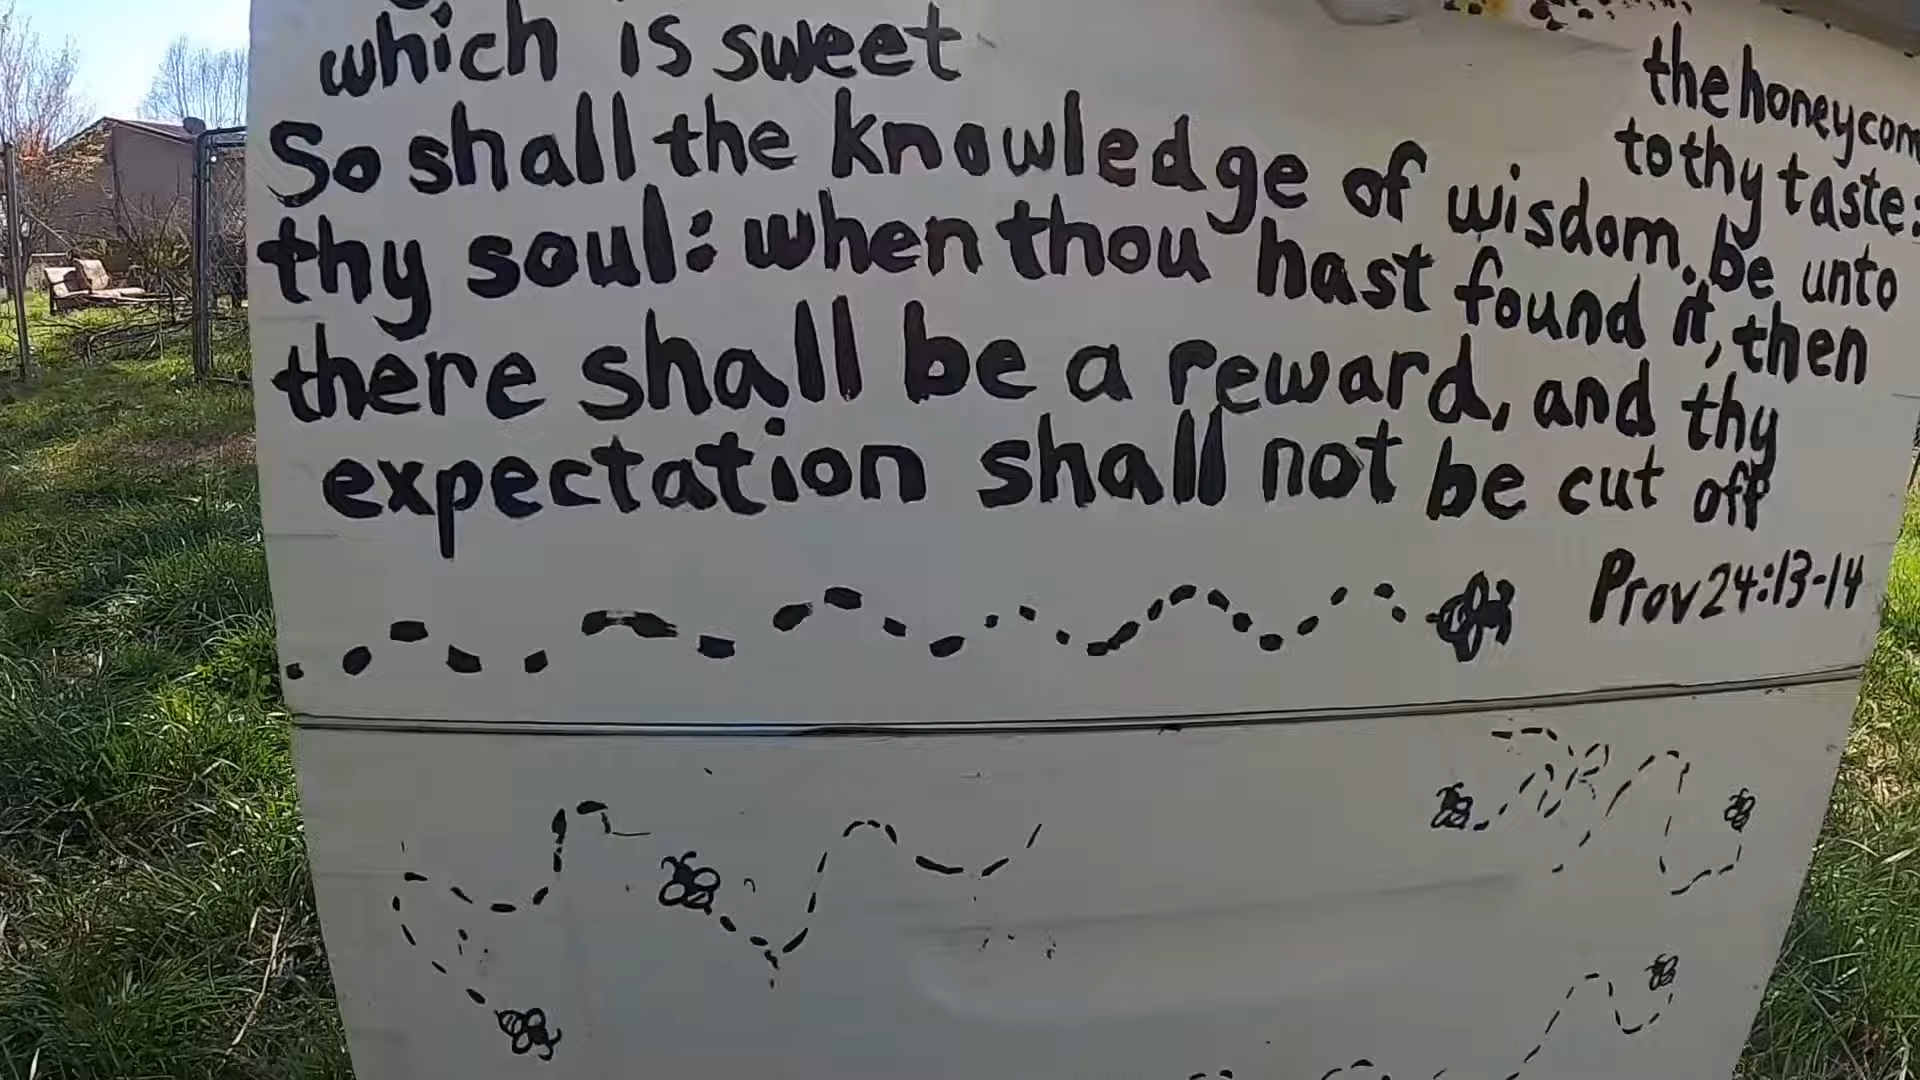 which is sweet
the honeycom
to thy taste:
So shall the knowledge of wisdom be unto
thy soul: when thou hast found it, then
there shall be a reward, and thy
expectation shall not be cut off
Prov 24:13-14